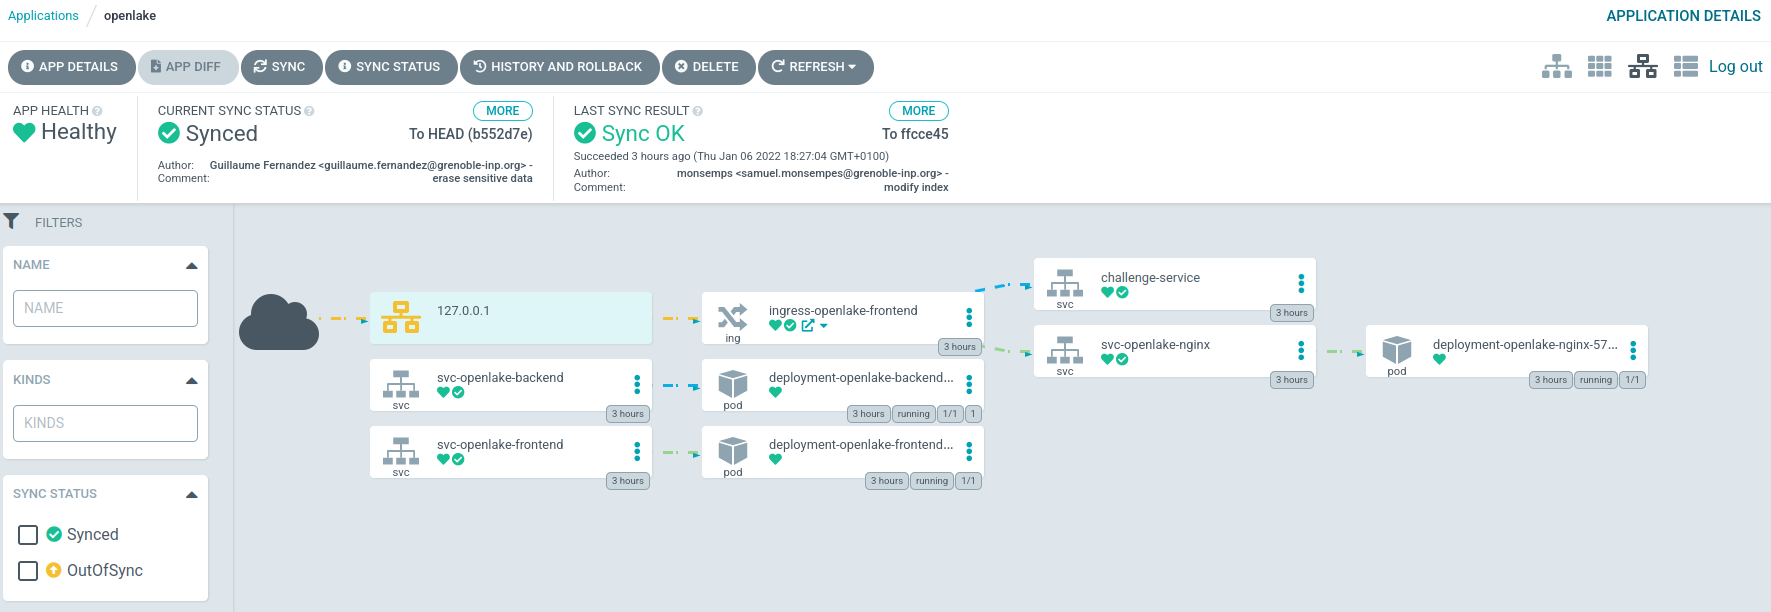 Applications / openlake
APPLICATION DETAILS
APP DETAILS
APP DIFF
SYNC
SYNC STATUS
HISTORY AND ROLLBACK
DELETE
REFRESH
Log out
APP HEALTH
Healthy
CURRENT SYNC STATUS
MORE
Synced
To HEAD (b552d7e)
Author: Guillaume Fernandez <guillaume.fernandez@grenoble-inp.org> -
Comment: erase sensitive data
LAST SYNC RESULT
MORE
Sync OK
To ffcce45
Succeeded 3 hours ago (Thu Jan 06 2022 18:27:04 GMT+0100)
Author: monsemps <samuel.monsempes@grenoble-inp.org> -
Comment: modify index
FILTERS
NAME
NAME
KINDS
KINDS
SYNC STATUS
Synced
OutOfSync
127.0.0.1
ingress-openlake-frontend
ing
3 hours
challenge-service
svc
3 hours
svc-openlake-nginx
svc
3 hours
deployment-openlake-nginx-57...
pod
3 hours
running
1/1
svc-openlake-backend
svc
3 hours
deployment-openlake-backend...
pod
3 hours
running
1/1
1
svc-openlake-frontend
svc
3 hours
deployment-openlake-frontend...
pod
3 hours
running
1/1